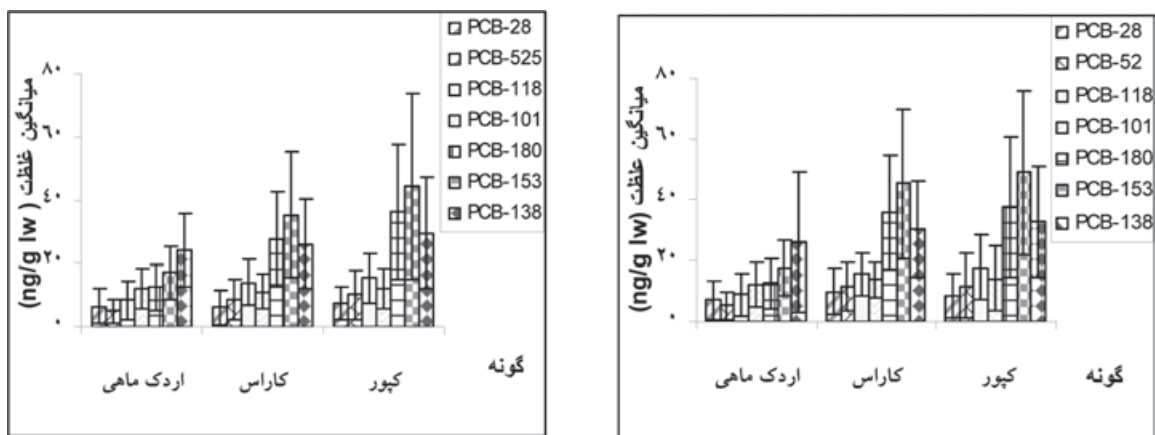 PCB-28
PCB-525
PCB-118
PCB-101
PCB-180
PCB-153
PCB-138
میانگین غلظت ( ng/g lw)
۸۰
۶۰
۴۰
۲۰
۰
اردک ماهی
کاراس
کپور
گونه
PCB-28
PCB-52
PCB-118
PCB-101
PCB-180
PCB-153
PCB-138
میانگین غلظت (ng/g lw)
۸۰
۶۰
۴۰
۲۰
۰
اردک ماهی
کاراس
کپور
گونه